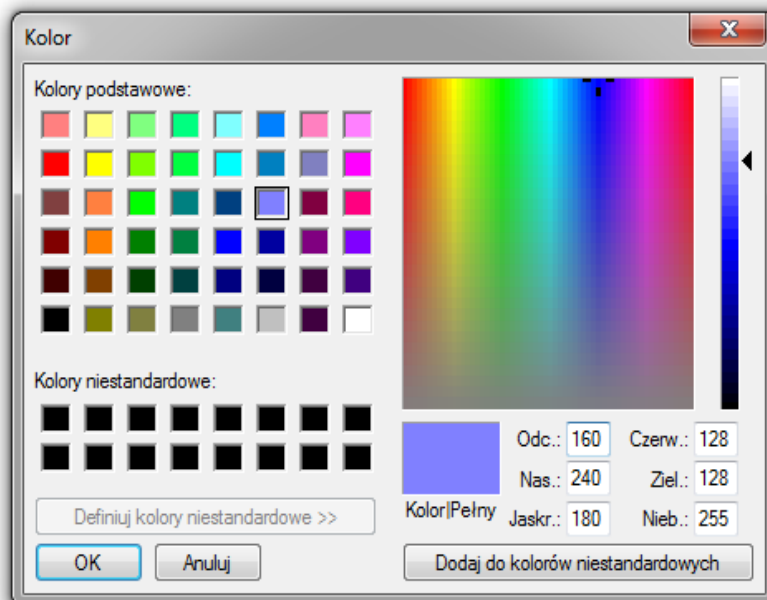 Kolor
Kolory podstawowe:
Kolory niestandardowe:
Definiuj kolory niestandardowe >>
OK
Anuluj
Kolor|Pełny
Odc.: 160
Nas.: 240
Jaskr.: 180
Czerw.: 128
Ziel.: 128
Nieb.: 255
Dodaj do kolorów niestandardowych